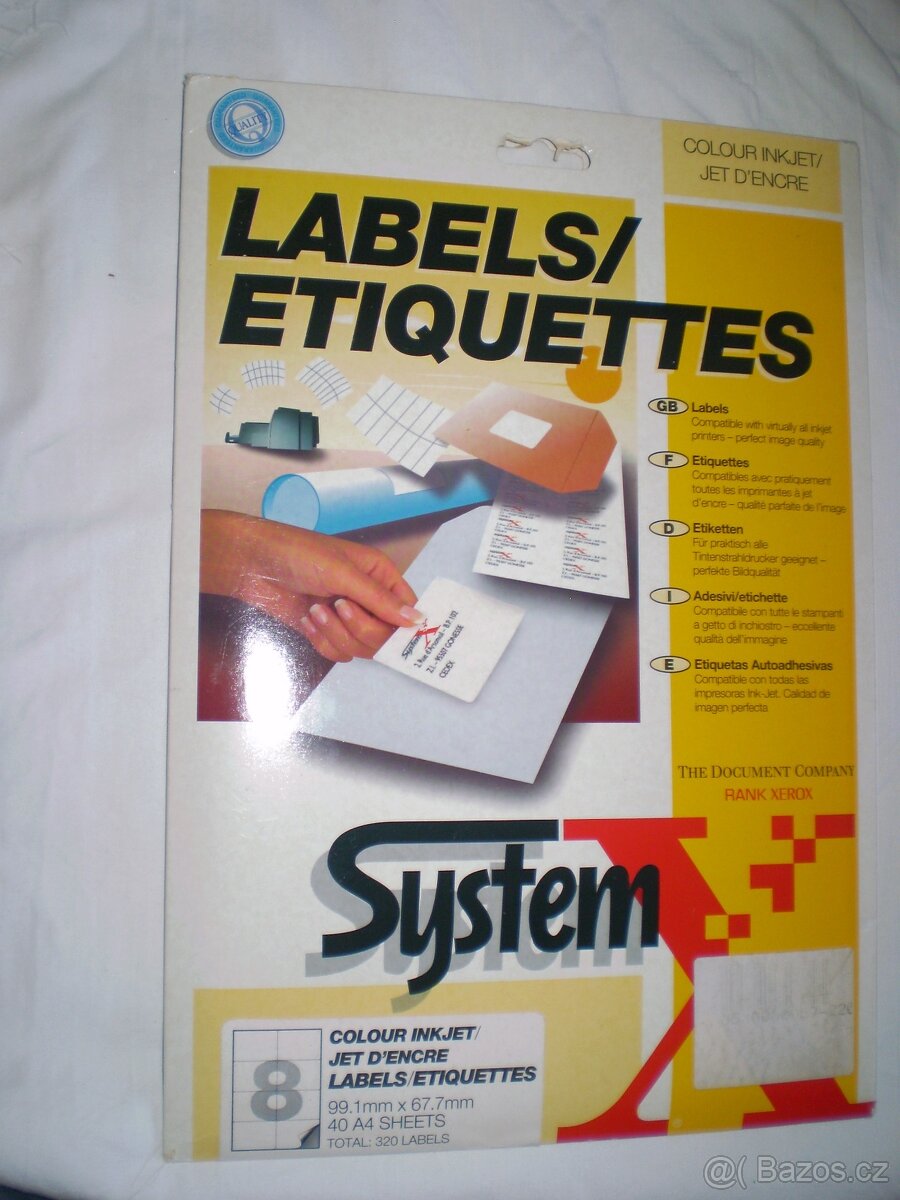 QUALITY
COLOUR INKJET/
JET D'ENCRE
LABELS/
ETIQUETTES
GB Labels
Compatible with virtually all inkjet
printers – perfect image quality
F Etiquettes
Compatibles avec pratiquement
toutes les imprimantes à jet
d'encre – qualité parfaite de l'image
D Etiketten
Für praktisch alle
Tintenstrahldrucker geeignet –
perfekte Bildqualität
I Adesivi/etichette
Compatibile con tutte le stampanti
a getto di inchiostro – eccellente
qualità dell'immagine
E Etiquetas Autoadhesivas
Compatible con todas las
impresoras Ink-Jet. Calidad de
imagen perfecta
System X
Z.I. - 95357 GONESSE
CEDEX
THE DOCUMENT COMPANY
RANK XEROX
System X
8
COLOUR INKJET/
JET D'ENCRE
LABELS/ETIQUETTES
99.1mm x 67.7mm
40 A4 SHEETS
TOTAL: 320 LABELS
@( Bazos.cz